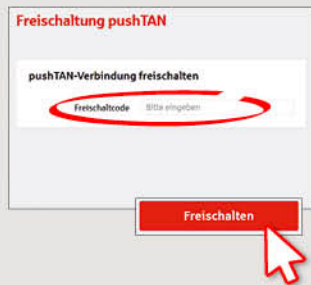 Freischaltung pushTAN
pushTAN-Verbindung freischalten
Freischaltcode Bitte eingeben
Freischalten